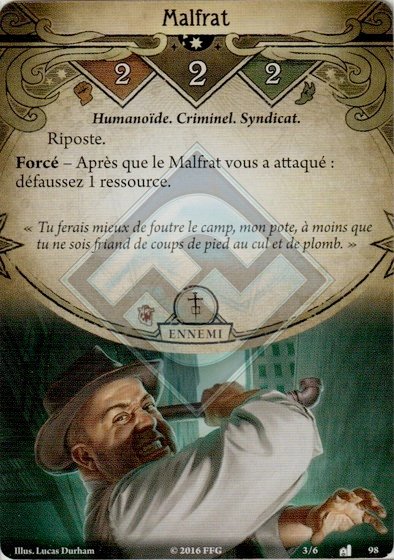 Malfrat
2 2 2
Humanoïde. Criminel. Syndicat.
Riposte.
Forcé – Après que le Malfrat vous a attaqué :
défaussez 1 ressource.
« Tu ferais mieux de foutre le camp, mon pote, à moins que
tu ne sois friand de coups de pied au cul et de plomb. »
ENNEMI
Illus. Lucas Durham © 2016 FFG 3/6 98